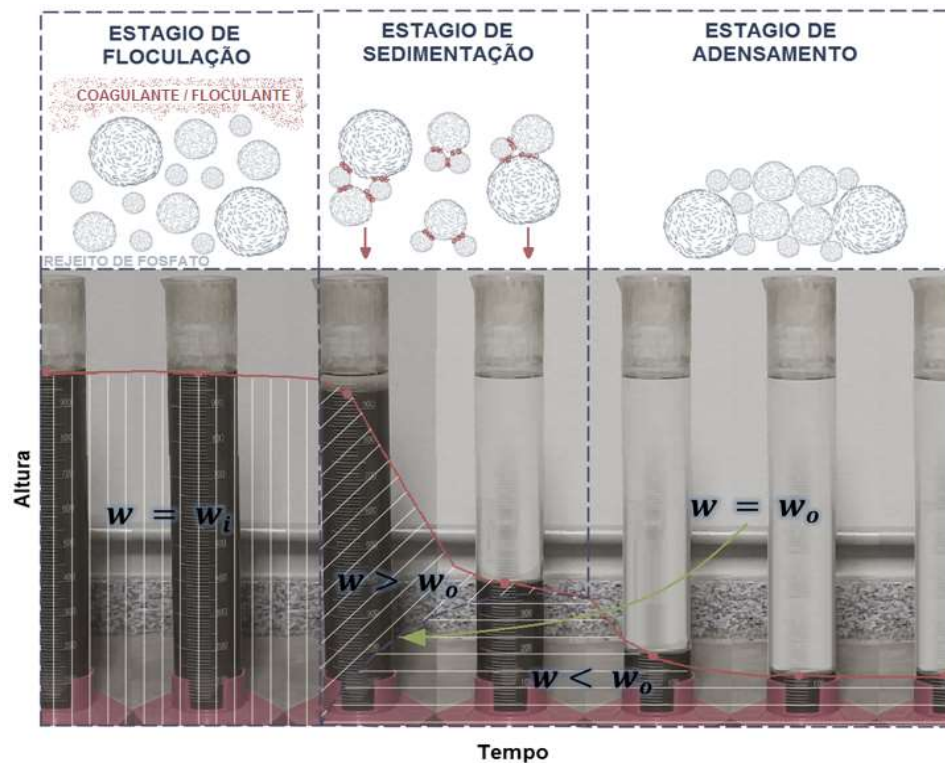 ESTAGIO DE
FLOCULAÇÃO
ESTAGIO DE
SEDIMENTAÇÃO
ESTAGIO DE
ADENSAMENTO
COAGULANTE / FLOCULANTE
REJEITO DE FOSFATO
Altura
w = wᵢ
w > wₒ
w = wₒ
w < wₒ
Tempo